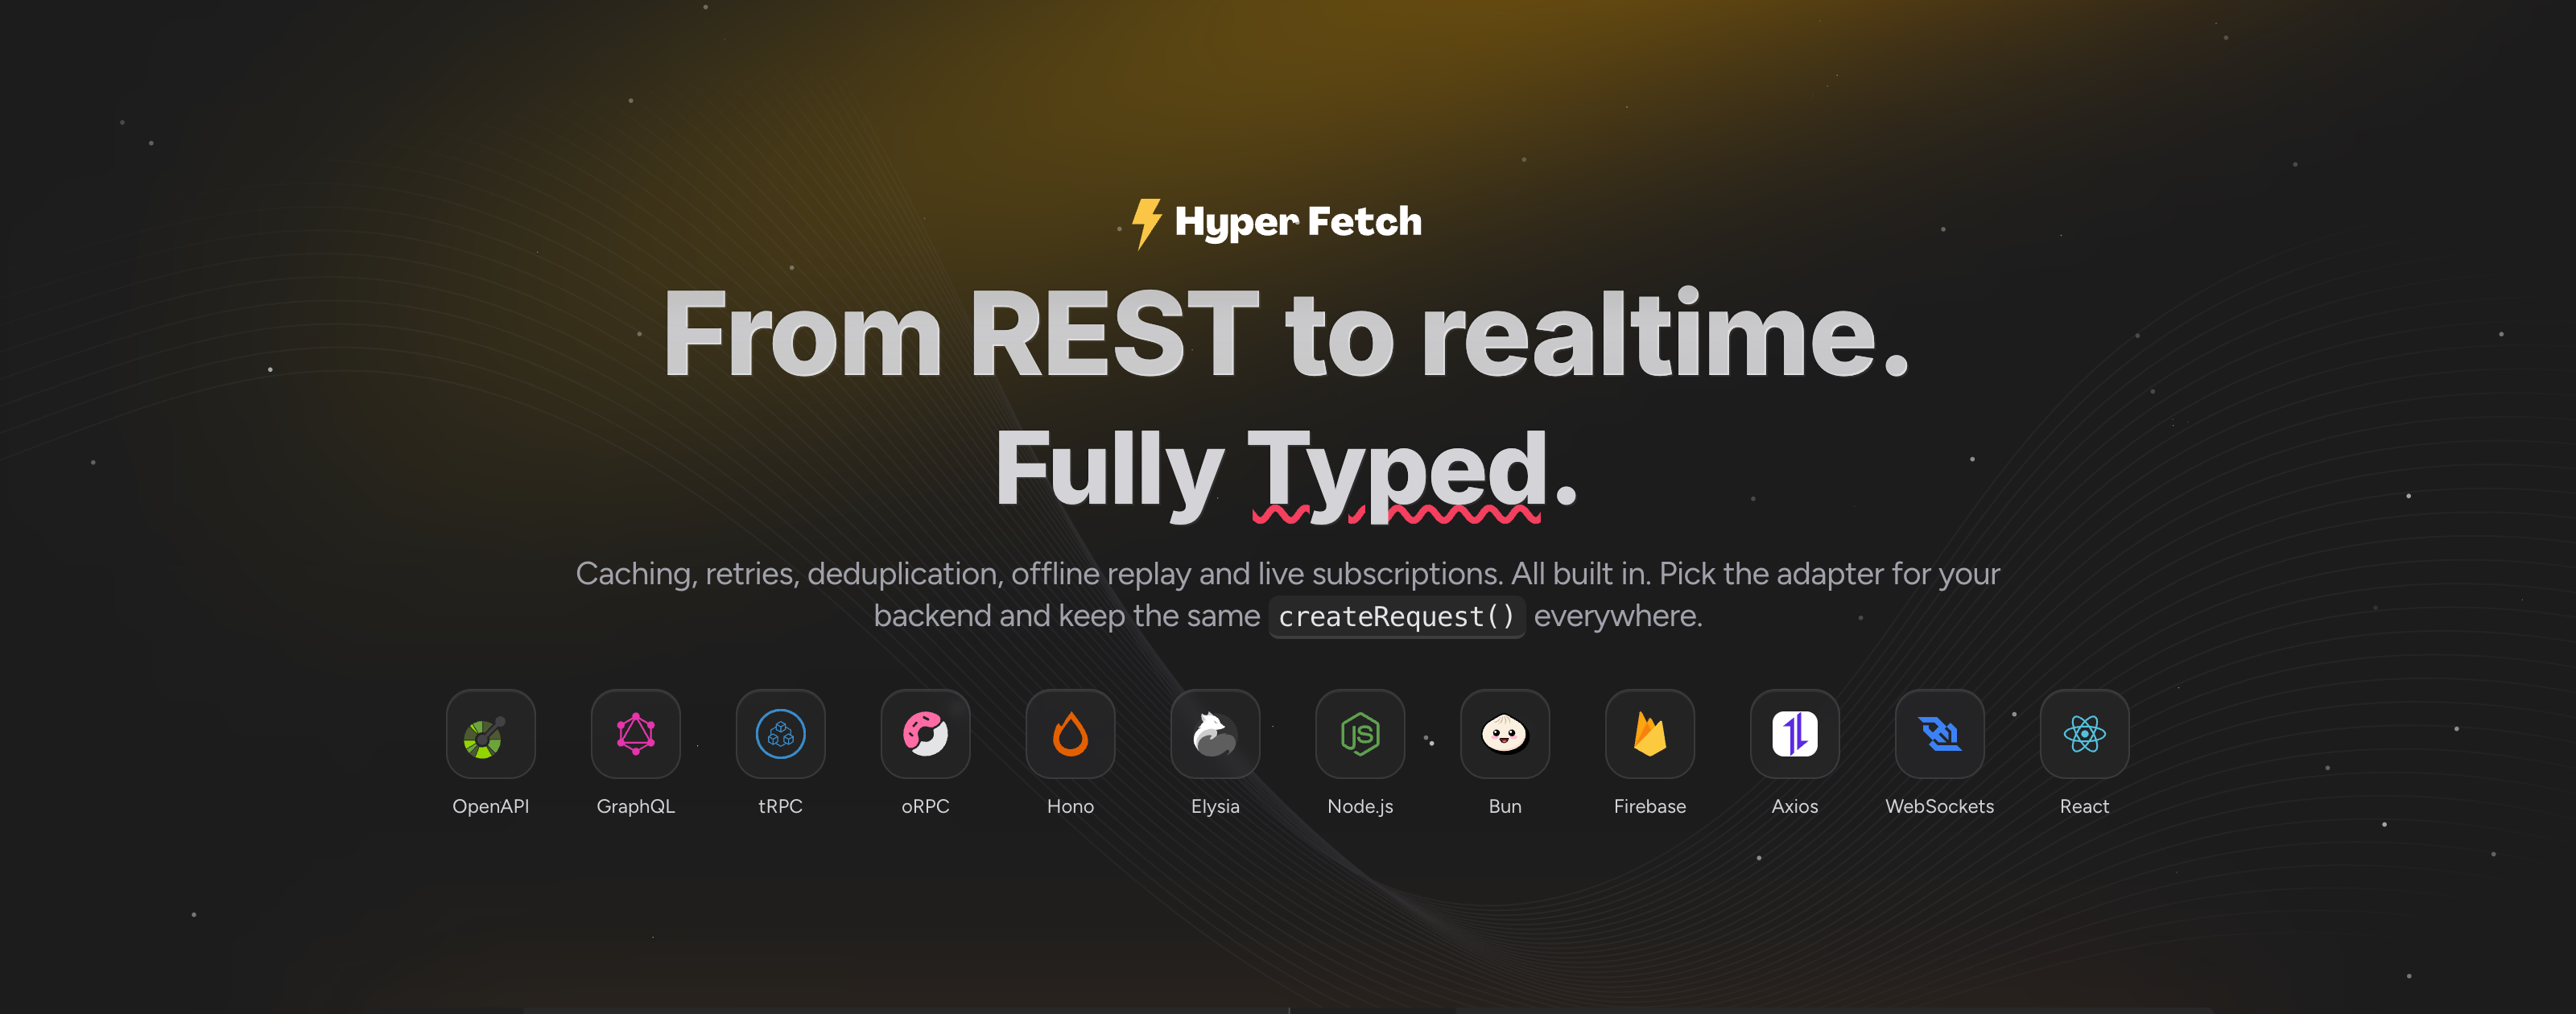 Hyper Fetch
From REST to realtime.
Fully Typed.
Caching, retries, deduplication, offline replay and live subscriptions. All built in. Pick the adapter for your
backend and keep the same createRequest() everywhere.
OpenAPI GraphQL tRPC oRPC Hono Elysia Node.js Bun Firebase Axios WebSockets React